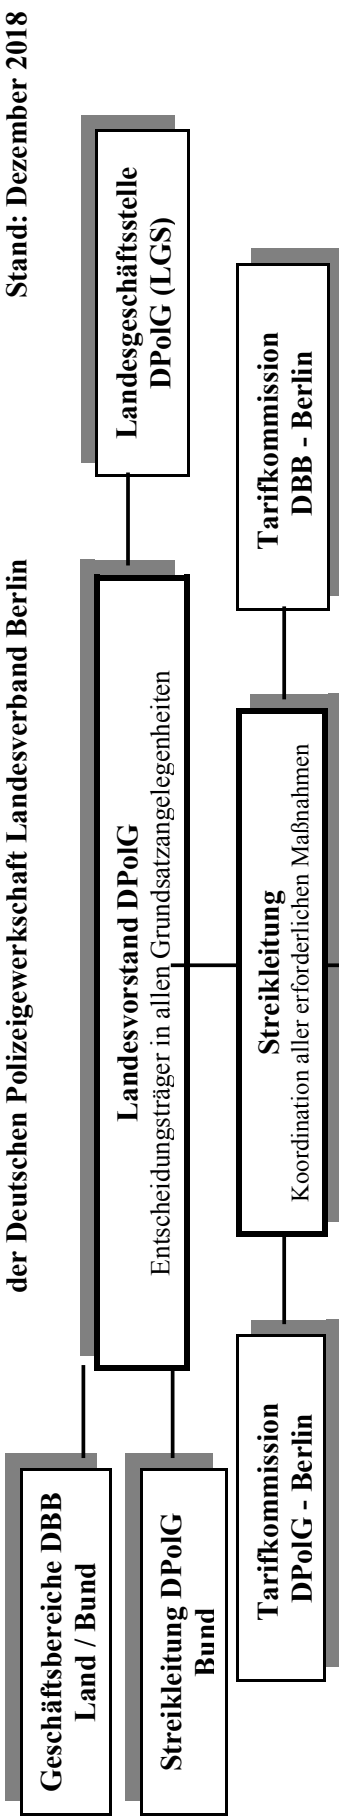 der Deutschen Polizeigewerkschaft Landesverband Berlin
Stand: Dezember 2018
Geschäftsbereiche DBB
Land / Bund
Streikleitung DPolG
Bund
Landesvorstand DPolG
Entscheidungsträger in allen Grundsatzangelegenheiten
Landesgeschäftsstelle
DPolG (LGS)
Tarifkommission
DPolG - Berlin
Streikleitung
Koordination aller erforderlichen Maßnahmen
Tarifkommission
DBB - Berlin